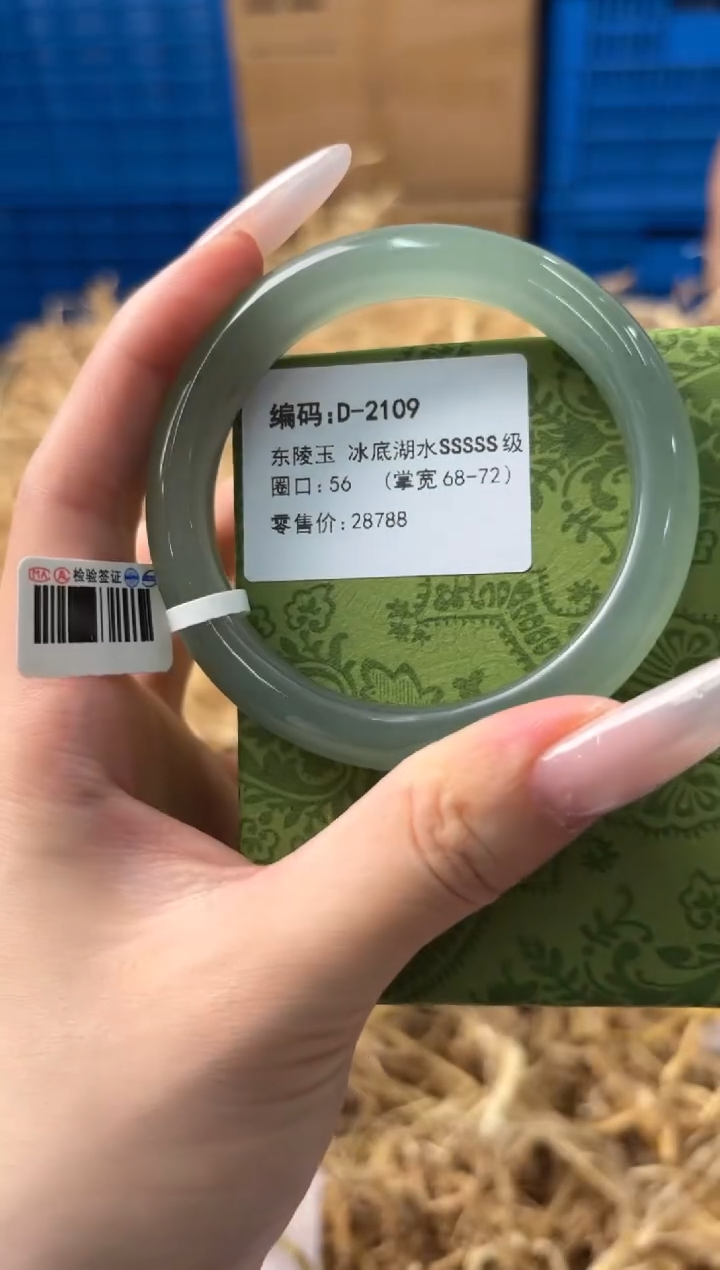 编码:D-2109
东陵玉 冰底湖水SSSSS级
圈口:56 （掌宽68-72）
零售价:28788
MA 检验签证